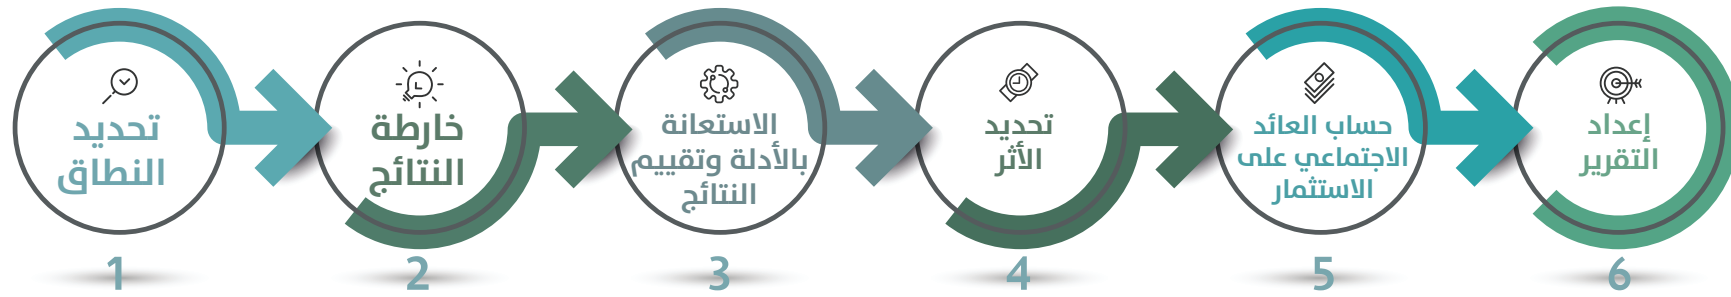 تحديد
النطاق
1
خارطة
النتائج
2
الاستعانة
بالأدلة وتقييم
النتائج
3
تحديد
الأثر
4
حساب العائد
الاجتماعي على
الاستثمار
5
إعداد
التقرير
6